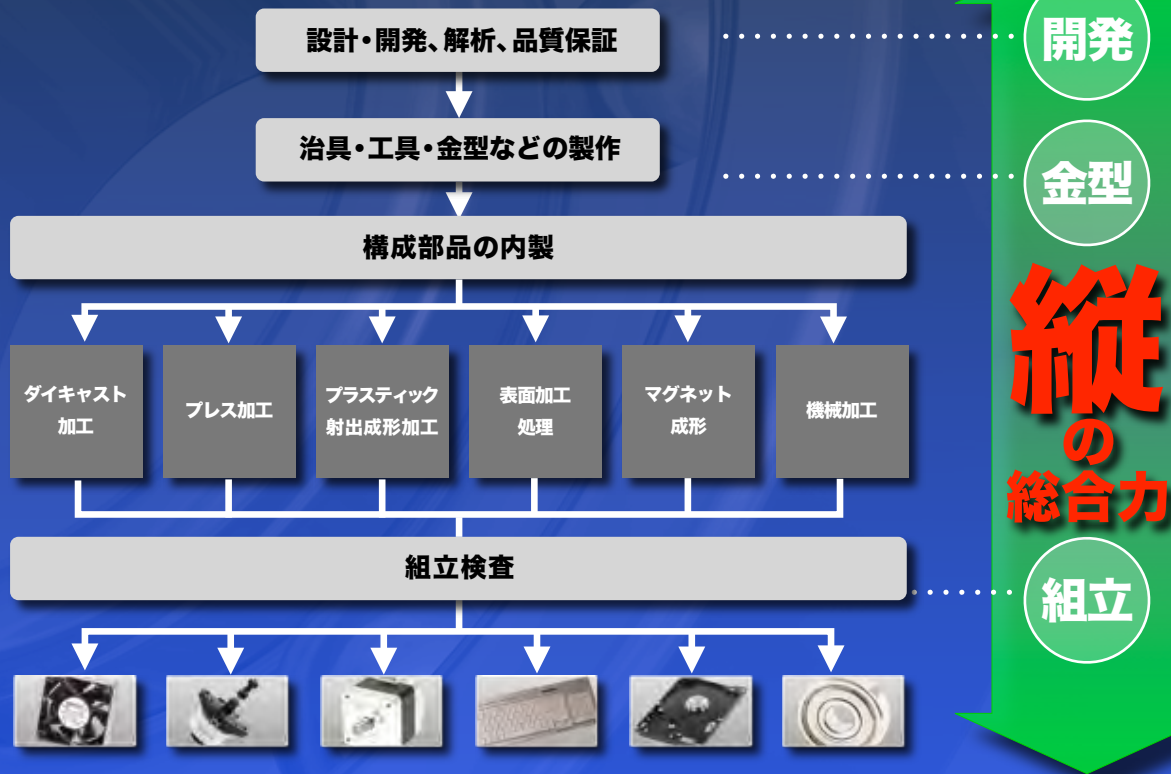 設計・開発、解析、品質保証
開発
治具・工具・金型などの製作
金型
構成部品の内製
ダイキャスト
加工
プレス加工
プラスティック
射出成形加工
表面加工
処理
マグネット
成形
機械加工
縦
の
総合力
組立検査
組立